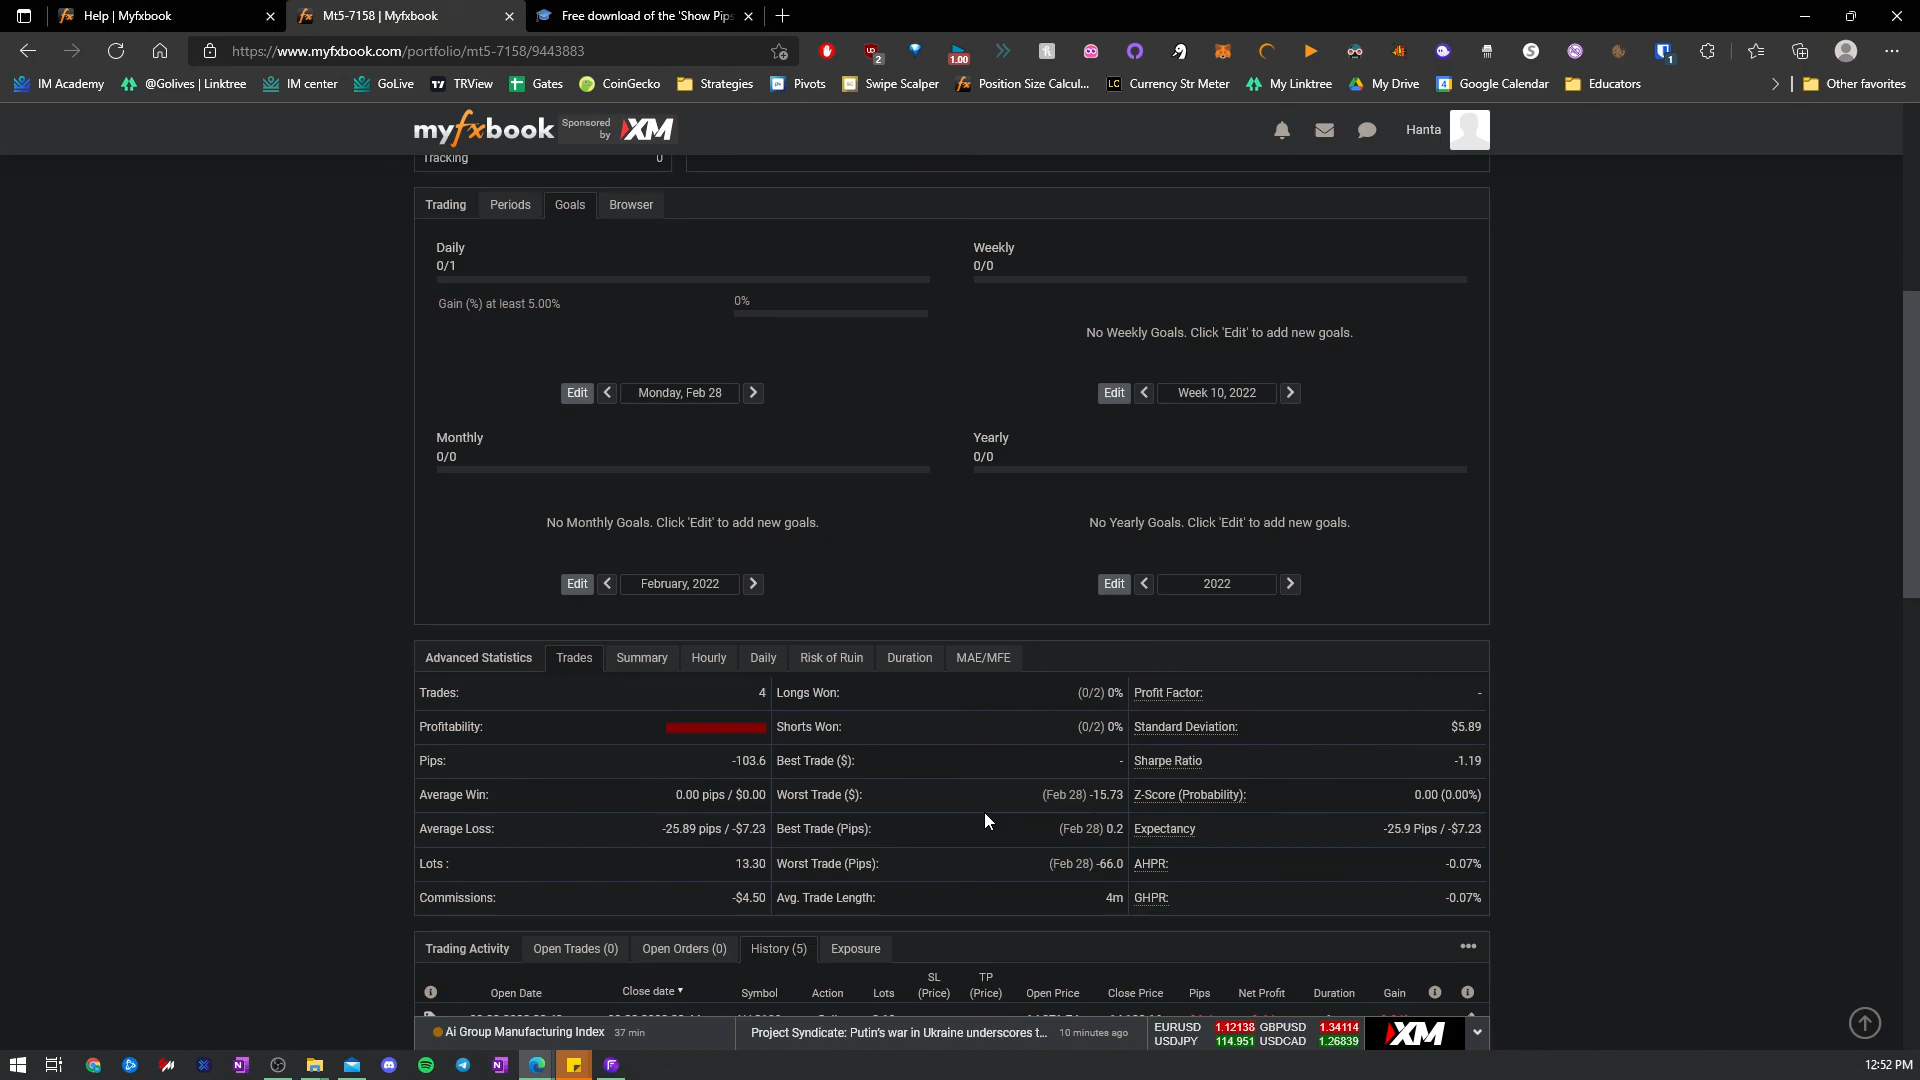 Help | Myfxbook
Mt5-7158 | Myfxbook
Free download of the 'Show Pips
https://www.myfxbook.com/portfolio/mt5-7158/9443883
2
1.00
1
IM Academy
@Golives | Linktree
IM center
GoLive
TRView
Gates
CoinGecko
Strategies
Pivots
Swipe Scalper
Position Size Calcul...
Currency Str Meter
My Linktree
My Drive
Google Calendar
Educators
Other favorites
myfxbook
Sponsored by
XM
Hanta
Tracking 0
Trading
Periods
Goals
Browser
Daily
0/1
Gain (%) at least 5.00% 0%
Edit
Monday, Feb 28
Weekly
0/0
No Weekly Goals. Click 'Edit' to add new goals.
Edit
Week 10, 2022
Monthly
0/0
No Monthly Goals. Click 'Edit' to add new goals.
Edit
February, 2022
Yearly
0/0
No Yearly Goals. Click 'Edit' to add new goals.
Edit
2022
Advanced Statistics
Trades
Summary
Hourly
Daily
Risk of Ruin
Duration
MAE/MFE
Trades: 4 Longs Won: (0/2) 0% Profit Factor: -
Profitability: Shorts Won: (0/2) 0% Standard Deviation: $5.89
Pips: -103.6 Best Trade ($): - Sharpe Ratio -1.19
Average Win: 0.00 pips / $0.00 Worst Trade ($): (Feb 28) -15.73 Z-Score (Probability): 0.00 (0.00%)
Average Loss: -25.89 pips / -$7.23 Best Trade (Pips): (Feb 28) 0.2 Expectancy -25.9 Pips / -$7.23
Lots : 13.30 Worst Trade (Pips): (Feb 28) -66.0 AHPR: -0.07%
Commissions: -$4.50 Avg. Trade Length: 4m GHPR: -0.07%
Trading Activity
Open Trades (0)
Open Orders (0)
History (5)
Exposure
Open Date Close date▼ Symbol Action Lots SL (Price) TP (Price) Open Price Close Price Pips Net Profit Duration Gain
Ai Group Manufacturing Index 37 min
Project Syndicate: Putin's war in Ukraine underscores t... 10 minutes ago
EURUSD 1.12138 GBPUSD 1.34114
USDJPY 114.951 USDCAD 1.26839
XM
12:52 PM